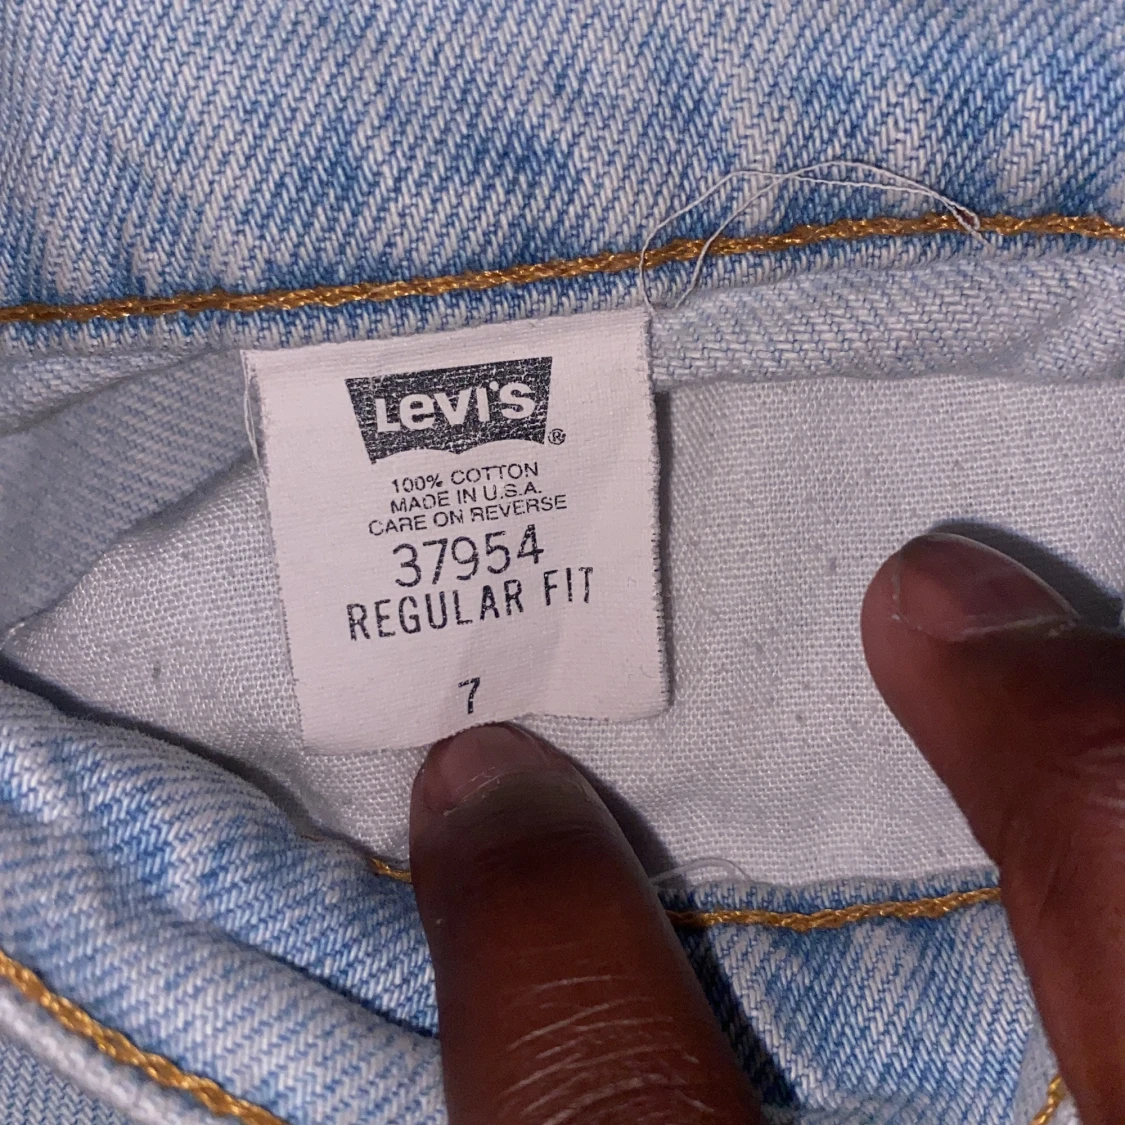 LEVI'S ®
100% COTTON
MADE IN U.S.A.
CARE ON REVERSE
37954
REGULAR FIT
7